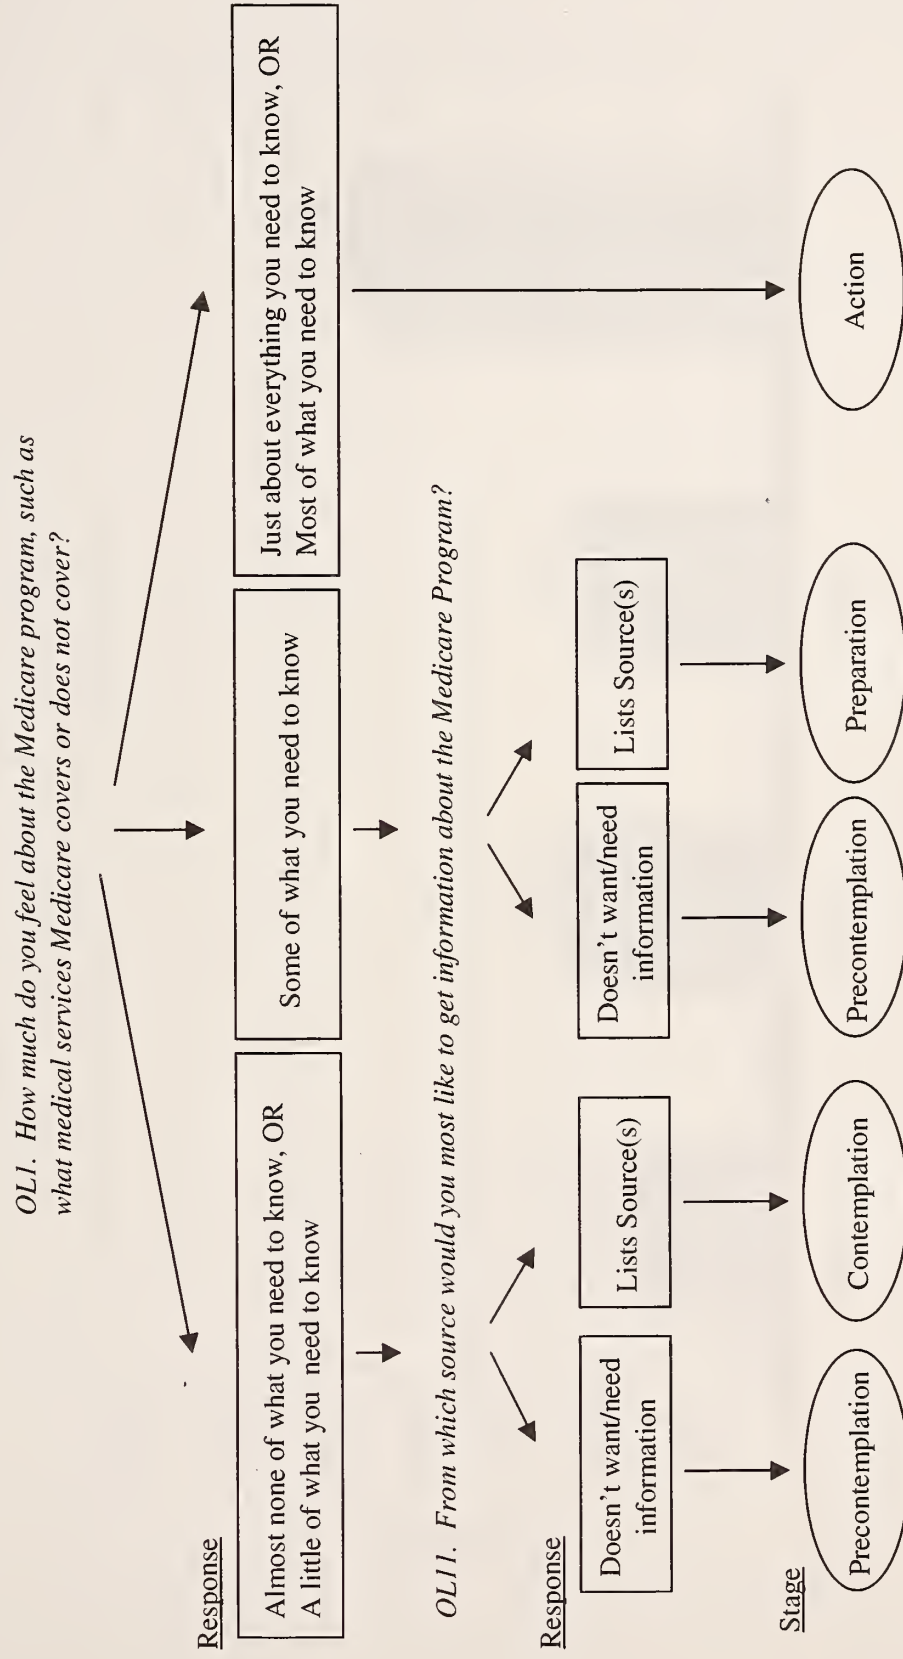 OL1. How much do you feel about the Medicare program, such as
what medical services Medicare covers or does not cover?
Response
Almost none of what you need to know, OR
A little of what you need to know
Some of what you need to know
Just about everything you need to know, OR
Most of what you need to know
OL11. From which source would you most like to get information about the Medicare Program?
Response
Doesn't want/need
information
Lists Source(s)
Doesn't want/need
information
Lists Source(s)
Stage
Precontemplation
Contemplation
Precontemplation
Preparation
Action